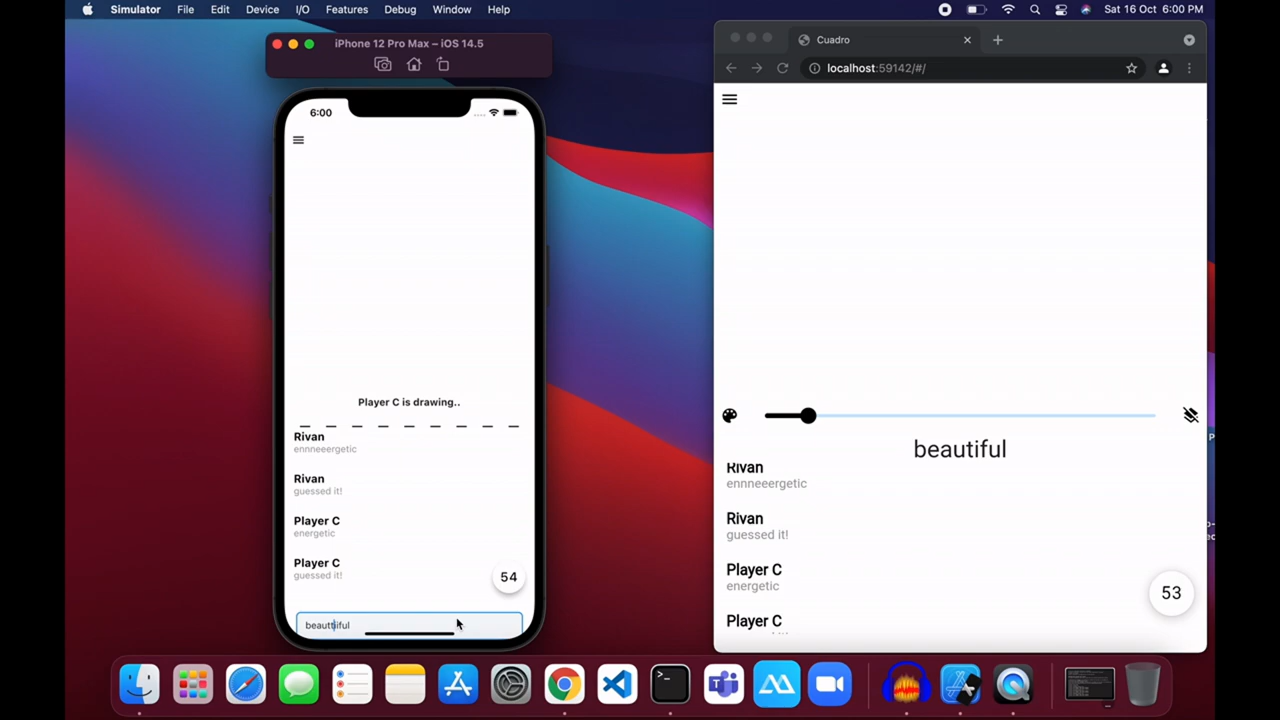 Simulator File Edit Device I/O Features Debug Window Help Sat 16 Oct 6:00 PM
iPhone 12 Pro Max – iOS 14.5
6:00
Player C is drawing..
_ _ _ _ _ _ _ _ _
Rivan
ennneeergetic
Rivan
guessed it!
Player C
energetic
Player C
guessed it!
54
beauttiful
Cuadro
localhost:59142/#/
beautiful
Rivan
ennneeergetic
Rivan
guessed it!
Player C
energetic
53
Player C